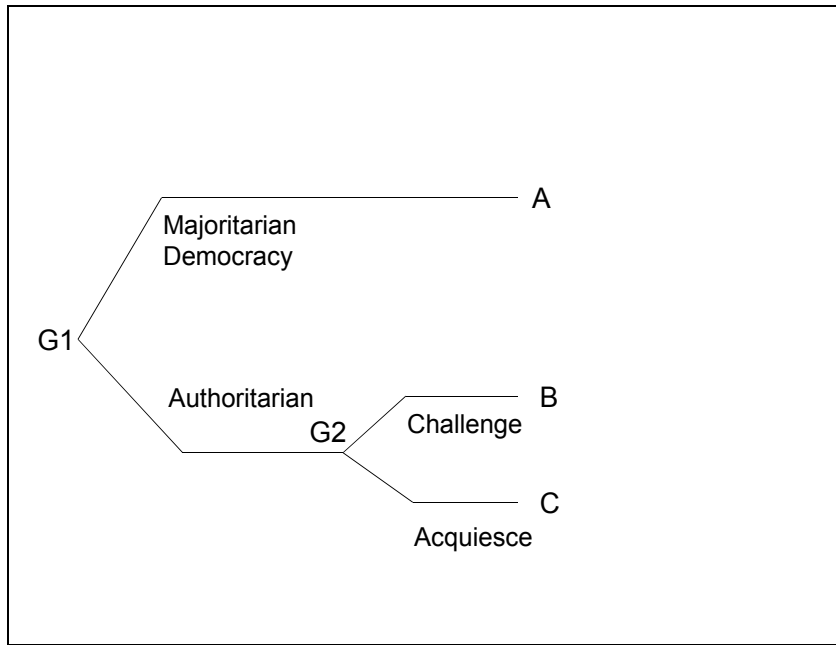 A
Majoritarian
Democracy
G1
Authoritarian
G2
B
Challenge
C
Acquiesce